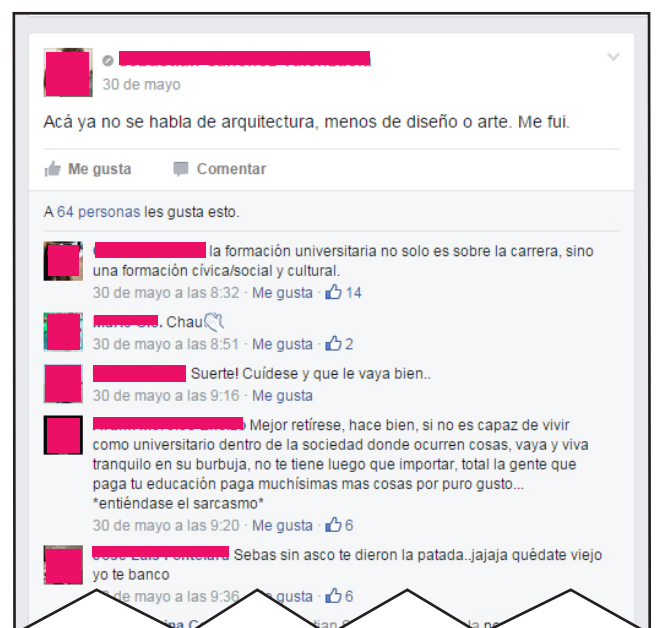 30 de mayo
Acá ya no se habla de arquitectura, menos de diseño o arte. Me fui.
Me gusta Comentar
A 64 personas les gusta esto.
la formación universitaria no solo es sobre la carrera, sino
una formación cívica/social y cultural.
30 de mayo a las 8:32 · Me gusta · 14
Chau
30 de mayo a las 8:51 · Me gusta · 2
Suerte! Cuídese y que le vaya bien..
30 de mayo a las 9:16 · Me gusta
Mejor retírese, hace bien, si no es capaz de vivir
como universitario dentro de la sociedad donde ocurren cosas, vaya y viva
tranquilo en su burbuja, no te tiene luego que importar, total la gente que
paga tu educación paga muchísimas mas cosas por puro gusto...
*entiéndase el sarcasmo*
30 de mayo a las 9:20 · Me gusta · 6
Sebas sin asco te dieron la patada..jajaja quédate viejo
yo te banco
de mayo a las 9:36 gusta · 6